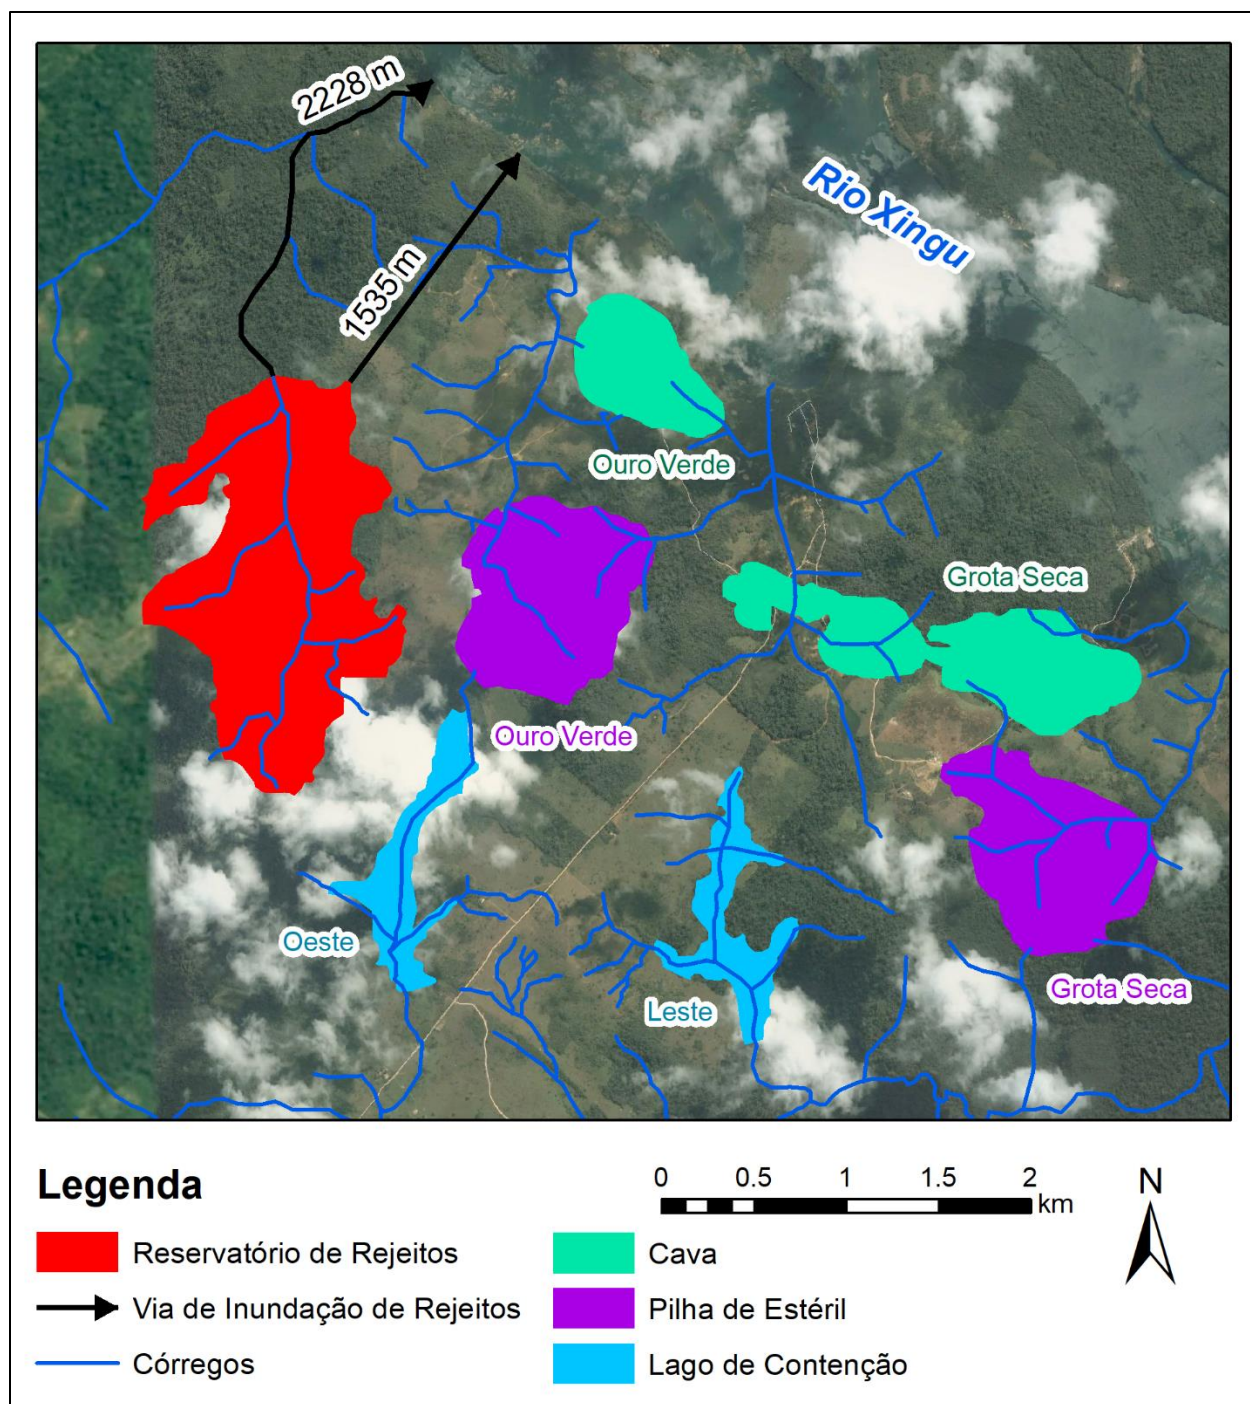 2228 m
Rio Xingu
1535 m
Ouro Verde
Grota Seca
Ouro Verde
Oeste
Leste
Grota Seca
Legenda
0 0.5 1 1.5 2
km
N
Reservatório de Rejeitos
Cava
Via de Inundação de Rejeitos
Pilha de Estéril
Córregos
Lago de Contenção